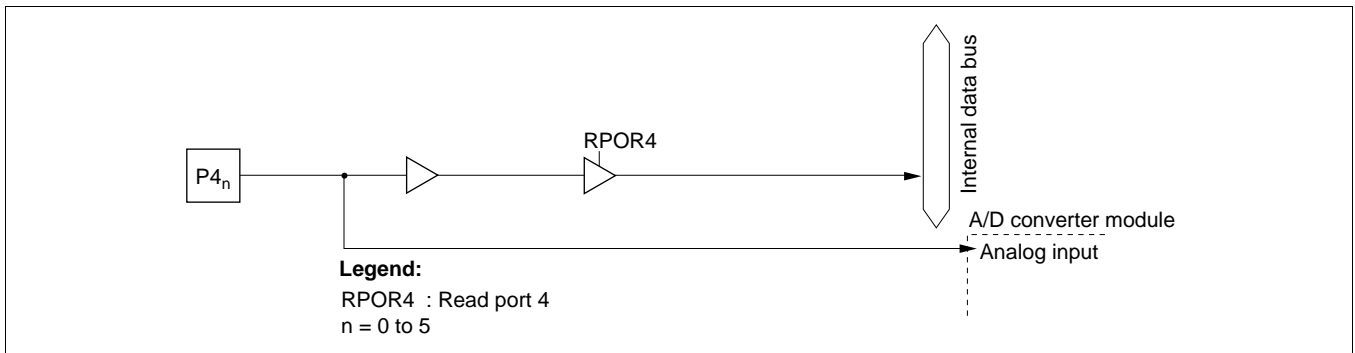 RPOR4
P4n
Internal data bus
A/D converter module
Analog input
Legend:
RPOR4 : Read port 4
n = 0 to 5